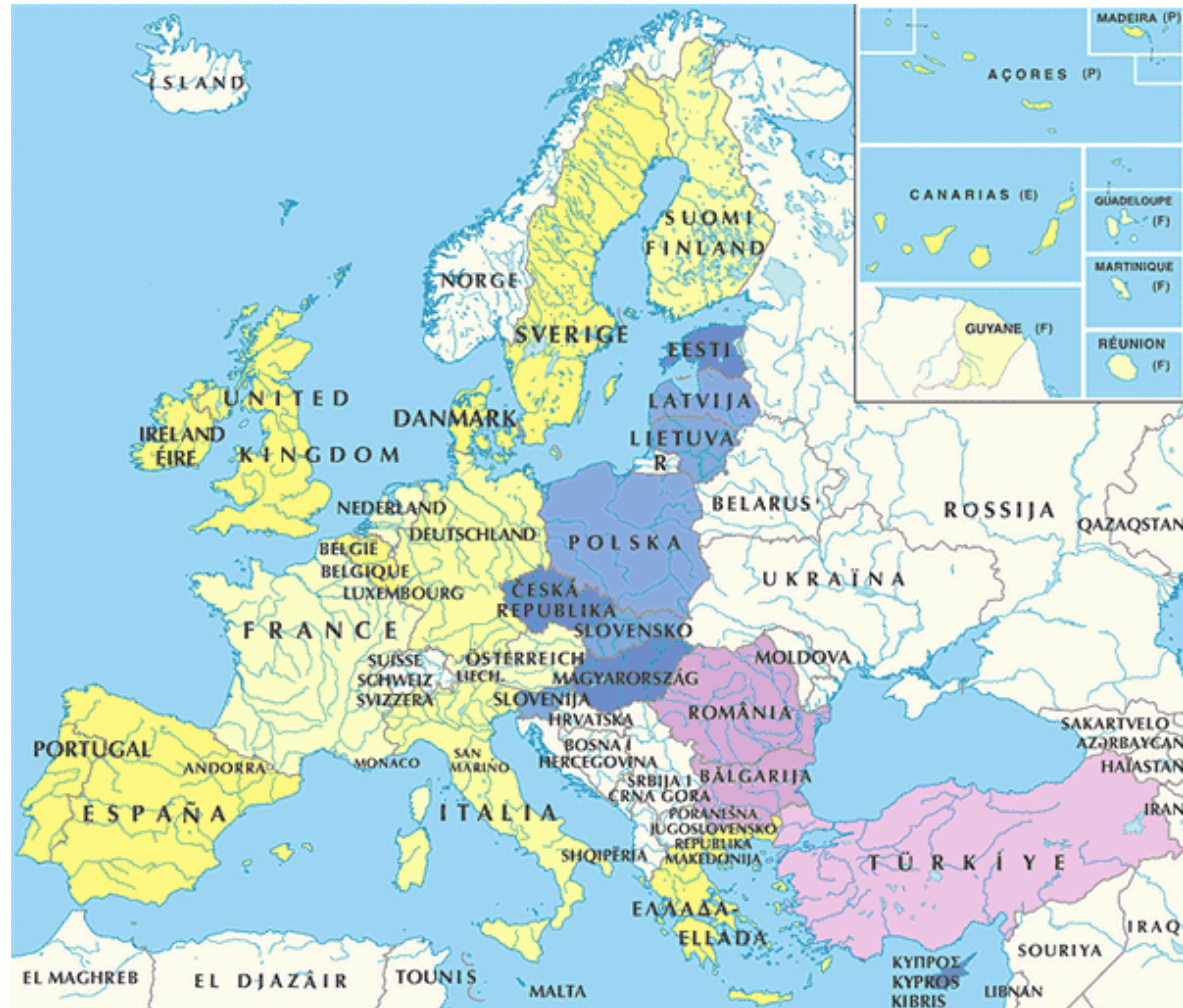 ÍSLAND
SUOMI
FINLAND
NORGE
SVERIGE
EESTI
LATVIJA
LIETUVA
R
DANMARK
UNITED
KINGDOM
IRELAND
ÉIRE
NEDERLAND
DEUTSCHLAND
BELGIË
BELGIQUE
LUXEMBOURG
POLSKA
BELARUS'
ROSSIJA
QAZAQSTAN
UKRAÏNA
ČESKÁ
REPUBLIKA
SLOVENSKO
FRANCE
SUISSE
SCHWEIZ
SVIZZERA
LIECH.
ÖSTERREICH
MAGYARORSZÁG
SLOVENIJA
HRVATSKA
MOLDOVA
ROMÂNIA
BOSNA I
HERCEGOVINA
SRBIJA I
CRNA GORA
BĂLGARIJA
SAKARTVELO
AZƏRBAYCAN
HAÏASTAN
IRAN
PORTUGAL
ESPAÑA
ANDORRA
MONACO
SAN
MARINO
ITALIA
SHQIPËRIA
PORANEŠNA
JUGOSLOVENSKO
REPUBLIKA
MAKEDONIJA
TÜRKİYE
ΕΛΛΑΔΑ-
ELLADA
EL MAGHREB
EL DJAZÂIR
TOUNIS
MALTA
ΚΥΠΡΟΣ
KYPROS
KIBRIS
LIBNAN
SOURIYA
IRAQ
MADEIRA (P)
AÇORES (P)
CANARIAS (E)
GUADELOUPE
(F)
MARTINIQUE
(F)
GUYANE (F)
RÉUNION
(F)